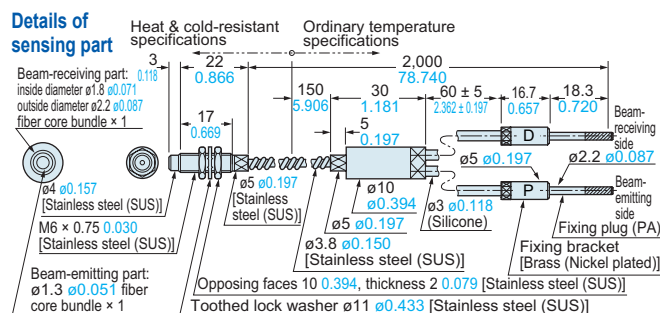 Details of
sensing part
Heat & cold-resistant
specifications
Ordinary temperature
specifications
3
0.118
22
0.866
2,000
78.740
Beam-receiving part:
inside diameter ø1.8 ø0.071
outside diameter ø2.2 ø0.087
fiber core bundle × 1
17
0.669
150
5.906
30
1.181
60 ± 5
2.362 ± 0.197
16.7
0.657
18.3
0.720
5
0.197
Beam-
receiving
side
D
ø5 ø0.197
ø2.2 ø0.087
P
Beam-
emitting
side
ø4 ø0.157
[Stainless steel (SUS)]
ø5 ø0.197
[Stainless
steel (SUS)]
ø10
ø0.394
ø3 ø0.118
(Silicone)
Fixing plug (PA)
M6 × 0.75 0.030
[Stainless steel (SUS)]
ø5 ø0.197
ø3.8 ø0.150
[Stainless steel (SUS)]
Fixing bracket
[Brass (Nickel plated)]
Beam-emitting part:
ø1.3 ø0.051 fiber
core bundle × 1
Opposing faces 10 0.394, thickness 2 0.079 [Stainless steel (SUS)]
Toothed lock washer ø11 ø0.433 [Stainless steel (SUS)]